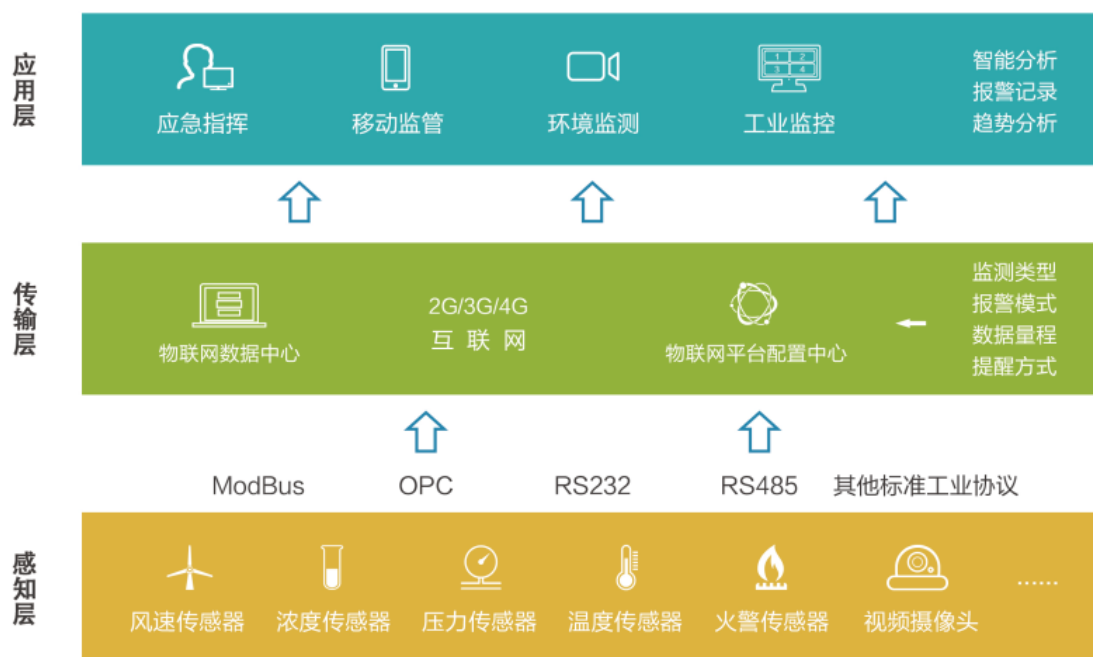 应用层
应急指挥
移动监管
环境监测
1 2
3 4
工业监控
智能分析
报警记录
趋势分析
传输层
物联网数据中心
2G/3G/4G
互联网
物联网平台配置中心
监测类型
报警模式
数据量程
提醒方式
ModBus OPC RS232 RS485 其他标准工业协议
感知层
风速传感器 浓度传感器 压力传感器 温度传感器 火警传感器 视频摄像头 ……